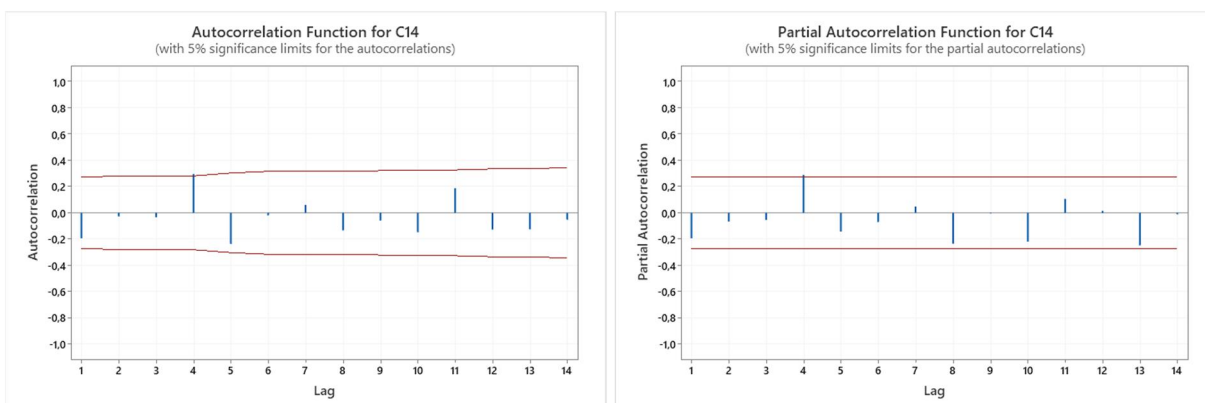 Autocorrelation Function for C14
(with 5% significance limits for the autocorrelations)
1,0
0,8
0,6
0,4
0,2
0,0
-0,2
-0,4
-0,6
-0,8
-1,0
Autocorrelation
1 2 3 4 5 6 7 8 9 10 11 12 13 14
Lag
Partial Autocorrelation Function for C14
(with 5% significance limits for the partial autocorrelations)
1,0
0,8
0,6
0,4
0,2
0,0
-0,2
-0,4
-0,6
-0,8
-1,0
Partial Autocorrelation
1 2 3 4 5 6 7 8 9 10 11 12 13 14
Lag